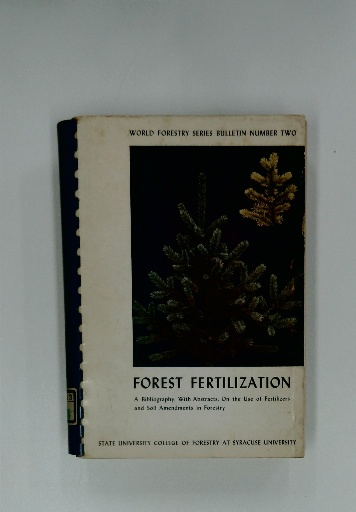 WORLD FORESTRY SERIES BULLETIN NUMBER TWO
FOREST FERTILIZATION
A Bibliography, With Abstracts, On the Use of Fertilizers
and Soil Amendments in Forestry
STATE UNIVERSITY COLLEGE OF FORESTRY AT SYRACUSE UNIVERSITY